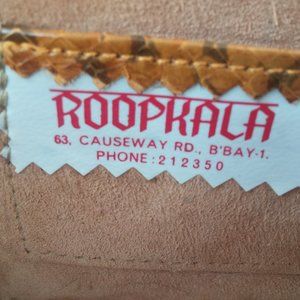 ROOPKALA
63, CAUSEWAY RD., B'BAY-1.
PHONE: 212350